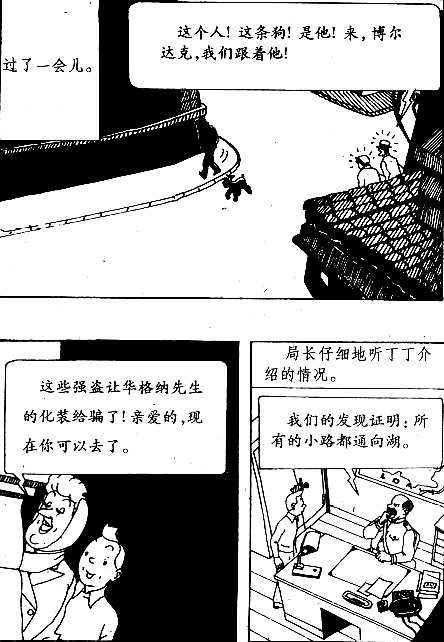 过了一会儿。
这个人！这条狗！是他！来，博尔
达克，我们跟着他！
这些强盗让华格纳先生
的化装给骗了！亲爱的，现
在你可以去了。
局长仔细地听丁丁介
绍的情况。
我们的发现证明：所
有的小路都通向湖。